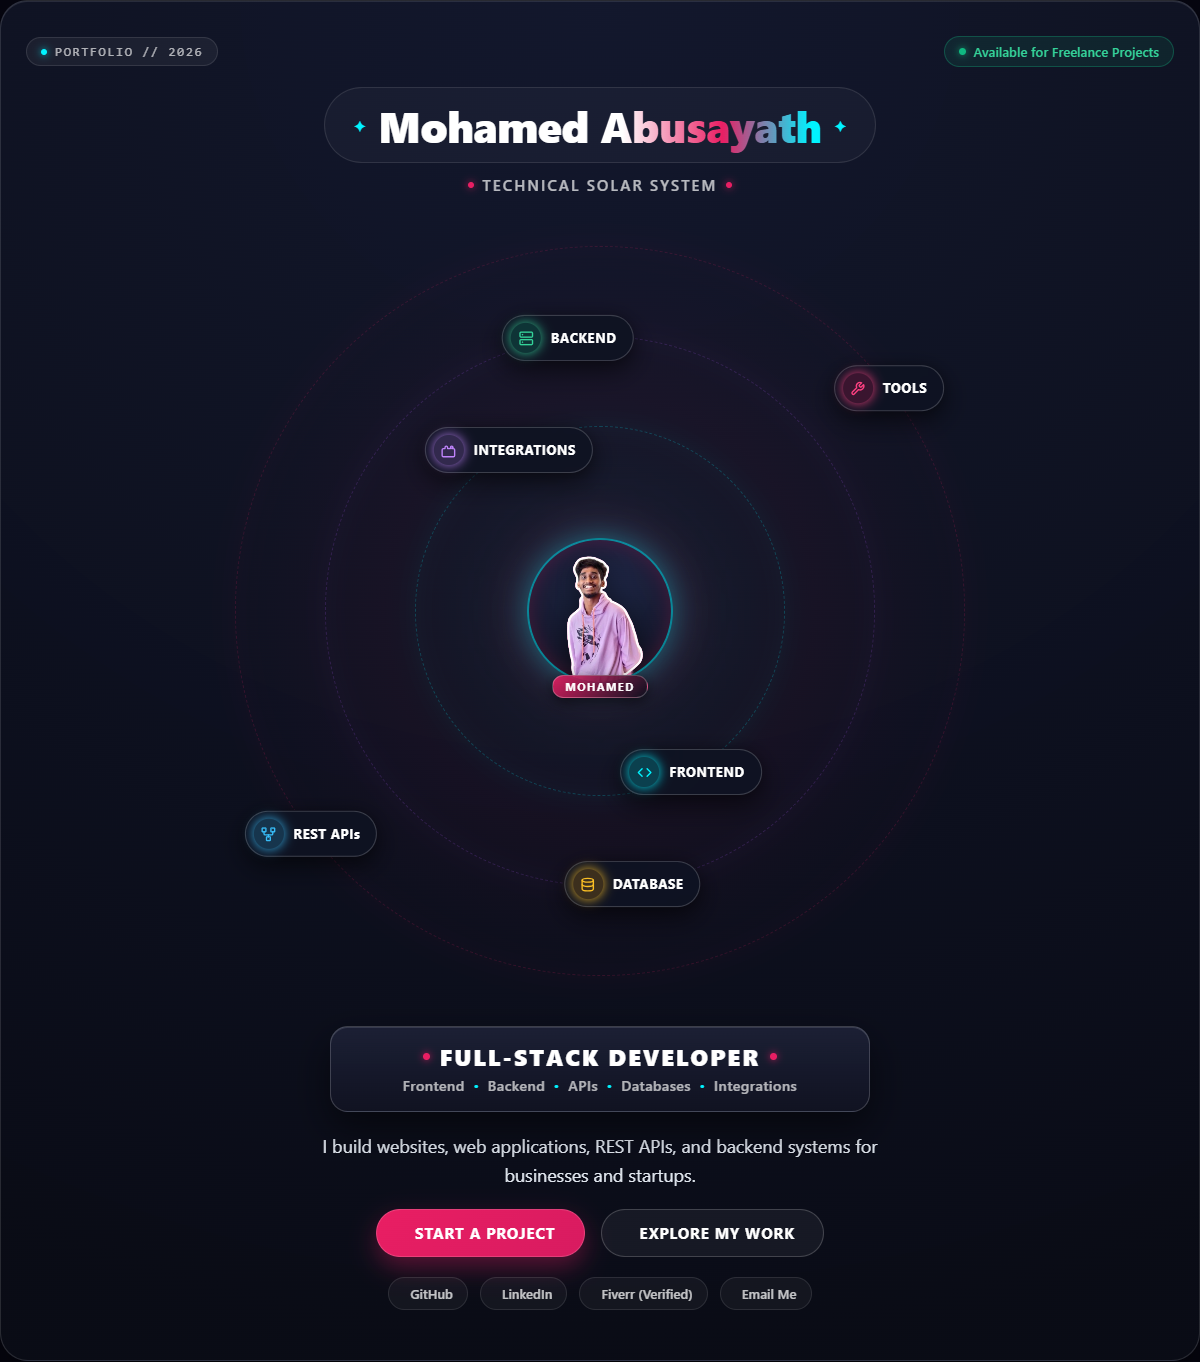 PORTFOLIO // 2026
Available for Freelance Projects
Mohamed Abusayath
TECHNICAL SOLAR SYSTEM
BACKEND
TOOLS
INTEGRATIONS
MOHAMED
FRONTEND
REST APIs
DATABASE
FULL-STACK DEVELOPER
Frontend • Backend • APIs • Databases • Integrations
I build websites, web applications, REST APIs, and backend systems for
businesses and startups.
START A PROJECT
EXPLORE MY WORK
GitHub
LinkedIn
Fiverr (Verified)
Email Me